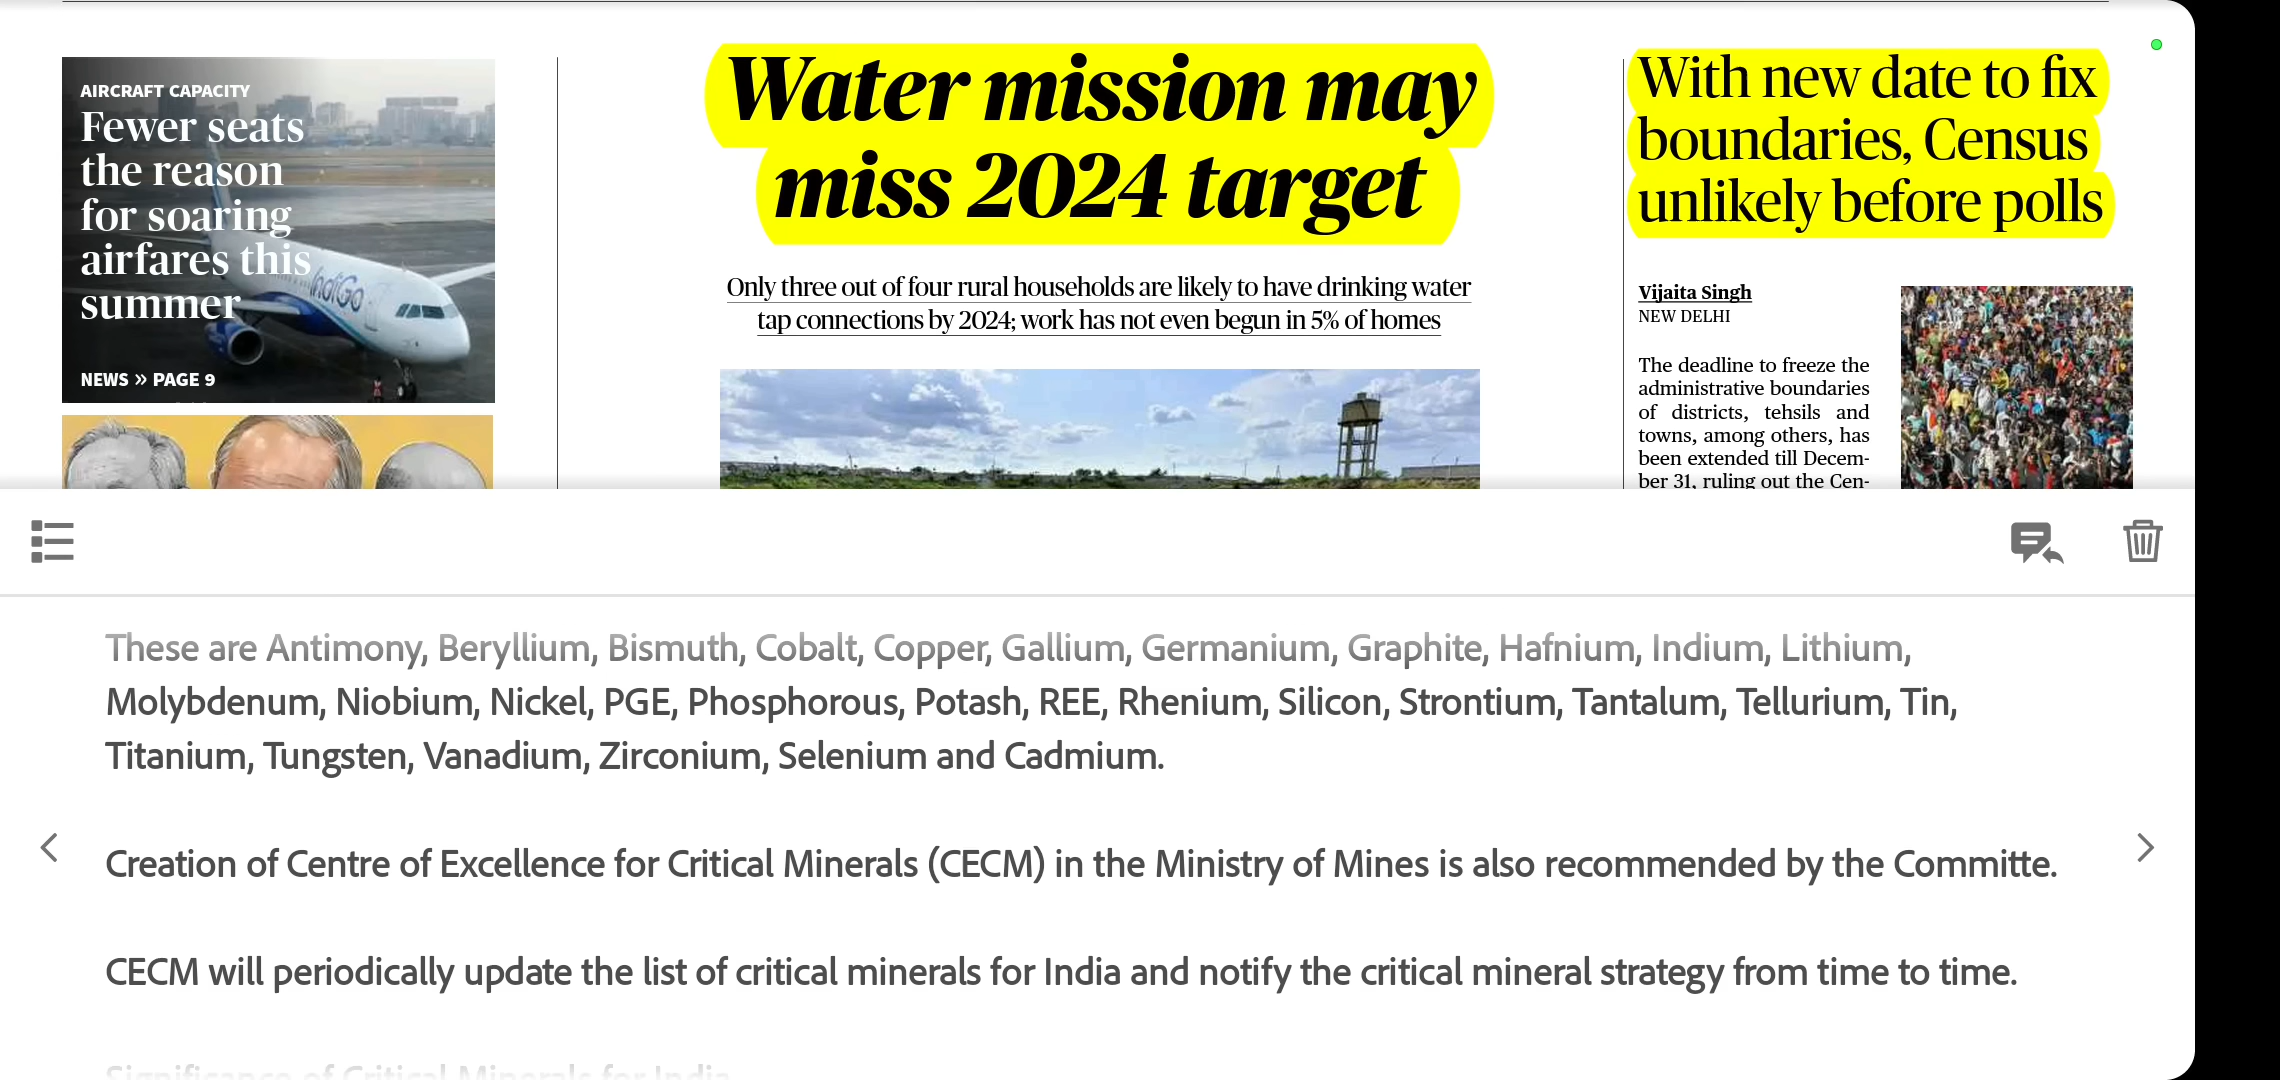 AIRCRAFT CAPACITY
Fewer seats
the reason
for soaring
airfares this
summer
IndiGo
NEWS » PAGE 9
Water mission may
miss 2024 target
Only three out of four rural households are likely to have drinking water
tap connections by 2024; work has not even begun in 5% of homes
With new date to fix
boundaries, Census
unlikely before polls
Vijaita Singh
NEW DELHI
The deadline to freeze the
administrative boundaries
of districts, tehsils and
towns, among others, has
been extended till Decem-
ber 31, ruling out the Cen-
These are Antimony, Beryllium, Bismuth, Cobalt, Copper, Gallium, Germanium, Graphite, Hafnium, Indium, Lithium,
Molybdenum, Niobium, Nickel, PGE, Phosphorous, Potash, REE, Rhenium, Silicon, Strontium, Tantalum, Tellurium, Tin,
Titanium, Tungsten, Vanadium, Zirconium, Selenium and Cadmium.
Creation of Centre of Excellence for Critical Minerals (CECM) in the Ministry of Mines is also recommended by the Committe.
CECM will periodically update the list of critical minerals for India and notify the critical mineral strategy from time to time.
Significance of Critical Minerals for India